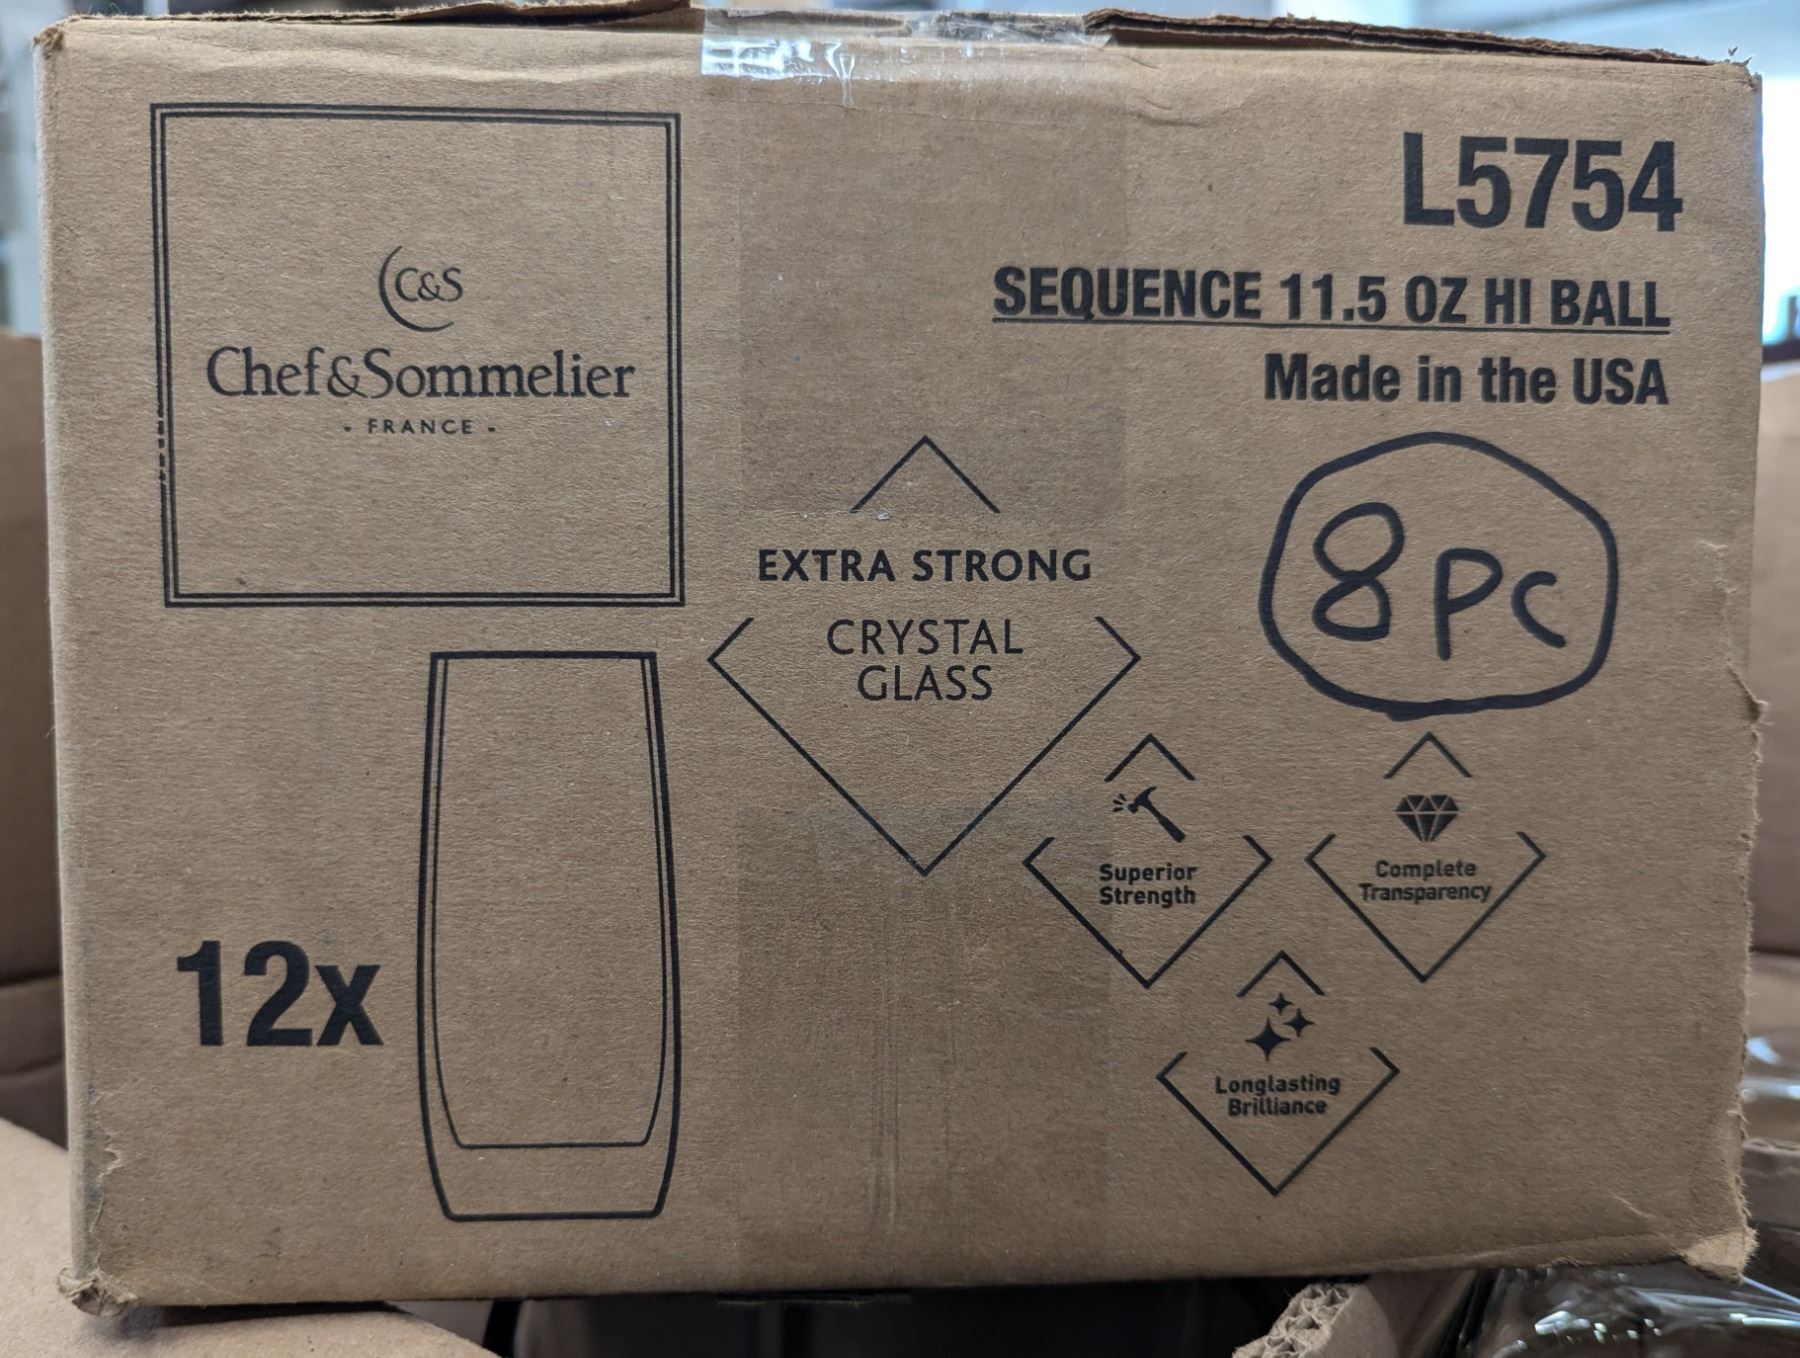 C&S
Chef&Sommelier
- FRANCE -
L5754
SEQUENCE 11.5 OZ HI BALL
Made in the USA
8 PC
EXTRA STRONG
CRYSTAL
GLASS
Superior
Strength
Complete
Transparency
Longlasting
Brilliance
12x